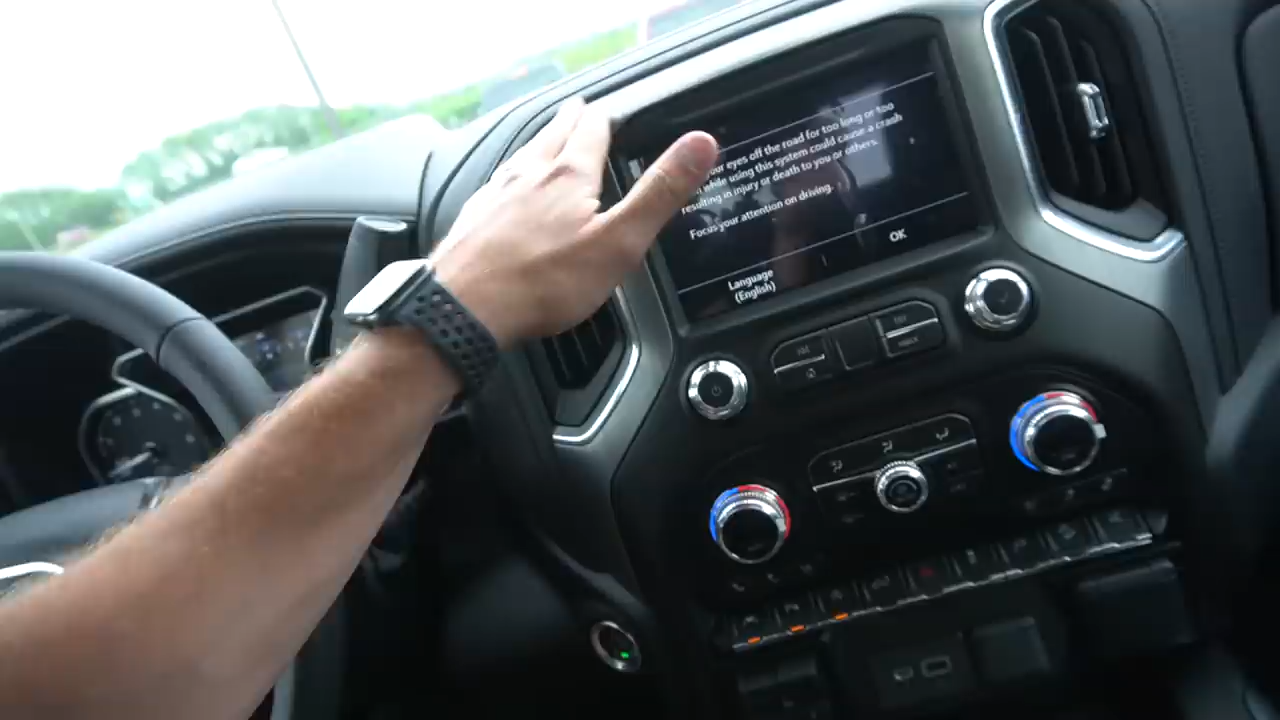 your eyes off the road for too long or too
while using this system could cause a crash
resulting in injury or death to you or others.
Focus your attention on driving.
OK
Language
(English)